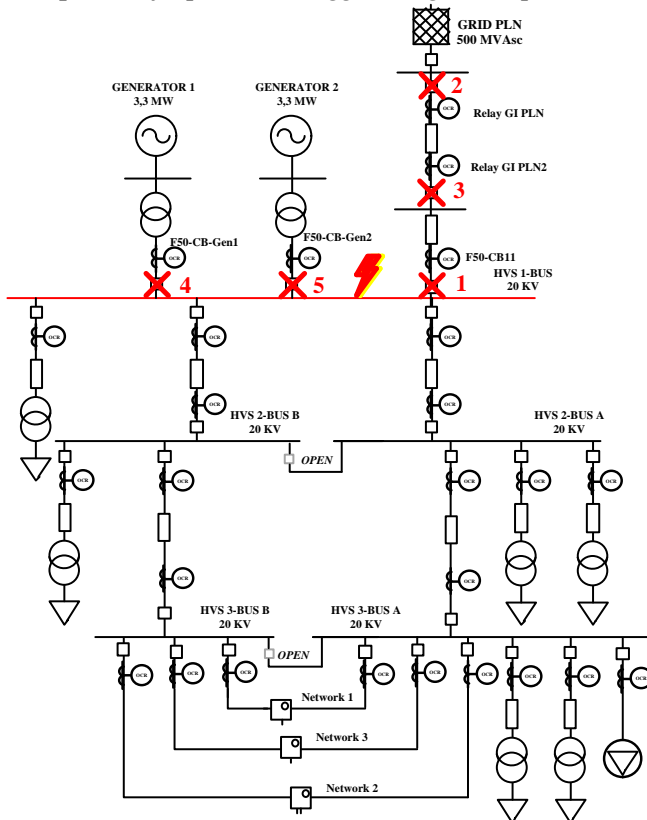 GRID PLN
500 MVAsc
GENERATOR 1
3,3 MW
GENERATOR 2
3,3 MW
2
OCR
Relay GI PLN
OCR
Relay GI PLN2
3
F50-CB-Gen1
OCR
F50-CB-Gen2
OCR
F50-CB11
OCR
4
5
1
HVS 1-BUS
20 KV
OCR
OCR
OCR
OCR
OCR
HVS 2-BUS B
20 KV
HVS 2-BUS A
20 KV
OPEN
OCR
OCR
OCR
OCR
OCR
OCR
OCR
HVS 3-BUS B
20 KV
HVS 3-BUS A
20 KV
OPEN
OCR
OCR
OCR
OCR
OCR
OCR
OCR
OCR
OCR
Network 1
Network 3
Network 2